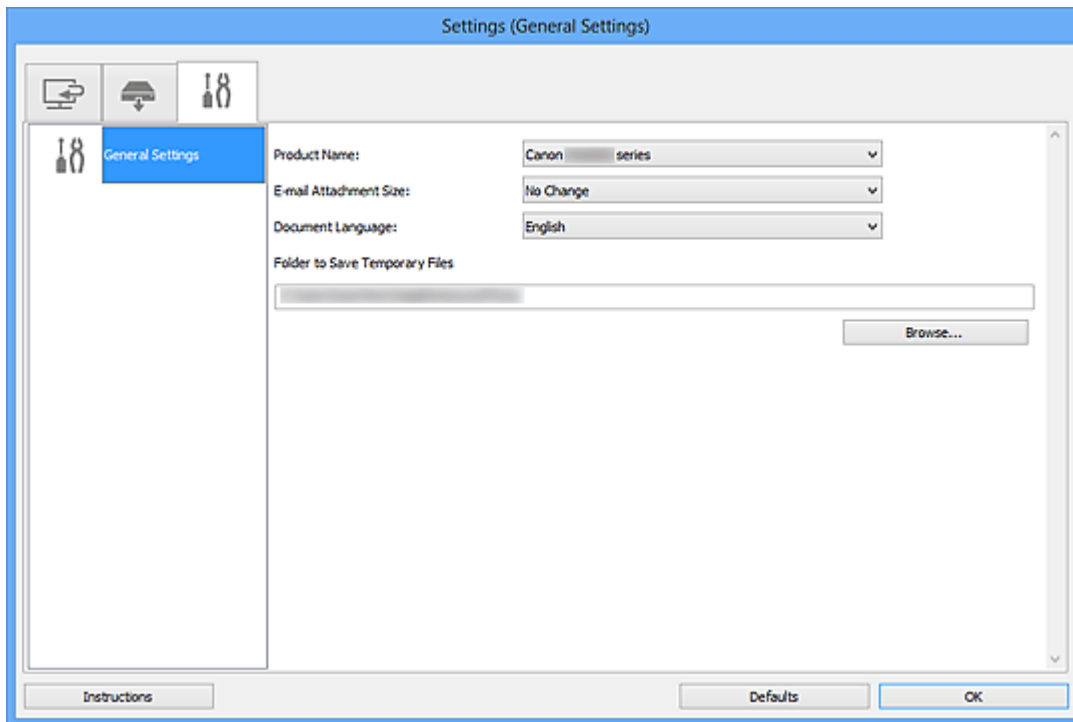 Settings (General Settings)
General Settings
Product Name:
Canon series
E-mail Attachment Size:
No Change
Document Language:
English
Folder to Save Temporary Files
Browse...
Instructions
Defaults
OK